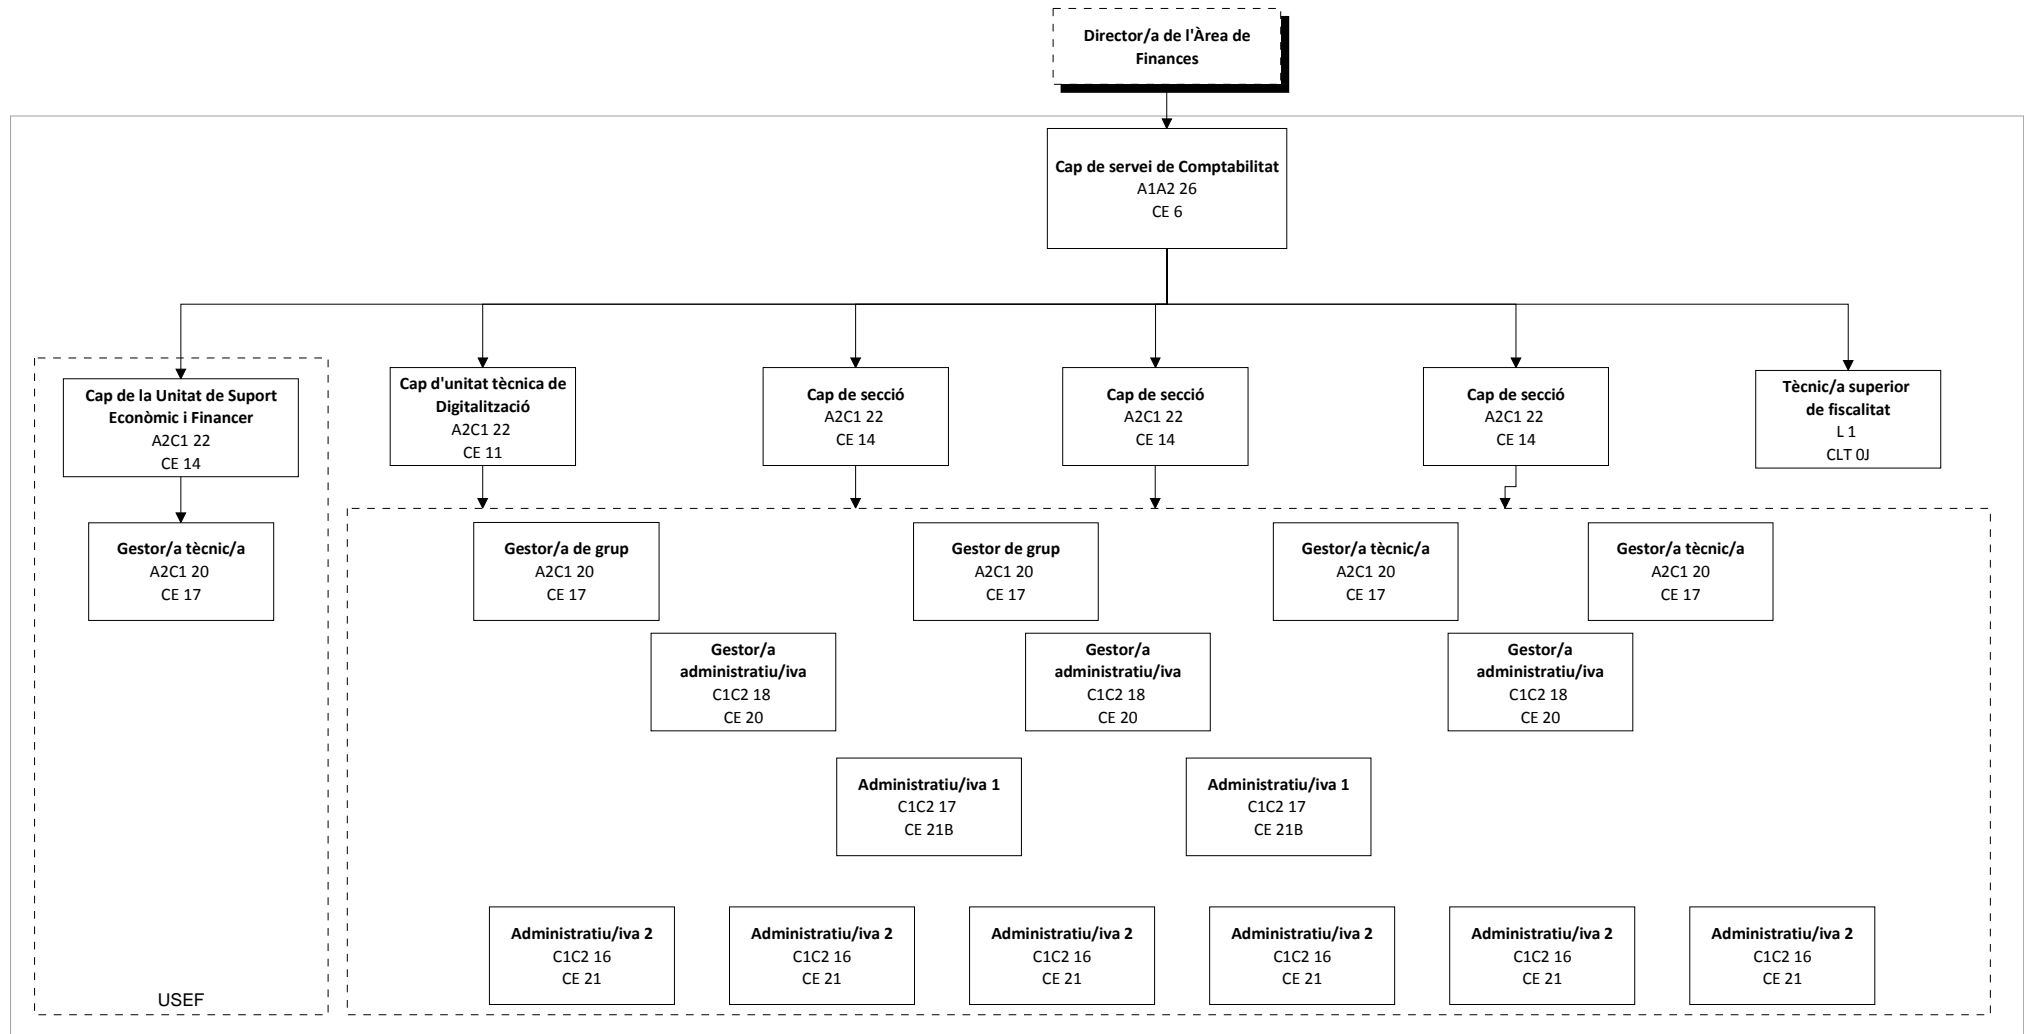 Director/a de l'Àrea de
Finances
Cap de servei de Comptabilitat
A1A2 26
CE 6
Cap de la Unitat de Suport
Econòmic i Financer
A2C1 22
CE 14
Cap d'unitat tècnica de
Digitalització
A2C1 22
CE 11
Cap de secció
A2C1 22
CE 14
Cap de secció
A2C1 22
CE 14
Cap de secció
A2C1 22
CE 14
Tècnic/a superior
de fiscalitat
L 1
CLT 0J
Gestor/a tècnic/a
A2C1 20
CE 17
Gestor/a de grup
A2C1 20
CE 17
Gestor de grup
A2C1 20
CE 17
Gestor/a tècnic/a
A2C1 20
CE 17
Gestor/a tècnic/a
A2C1 20
CE 17
Gestor/a
administratiu/iva
C1C2 18
CE 20
Gestor/a
administratiu/iva
C1C2 18
CE 20
Gestor/a
administratiu/iva
C1C2 18
CE 20
Administratiu/iva 1
C1C2 17
CE 21B
Administratiu/iva 1
C1C2 17
CE 21B
Administratiu/iva 2
C1C2 16
CE 21
Administratiu/iva 2
C1C2 16
CE 21
Administratiu/iva 2
C1C2 16
CE 21
Administratiu/iva 2
C1C2 16
CE 21
Administratiu/iva 2
C1C2 16
CE 21
Administratiu/iva 2
C1C2 16
CE 21
USEF